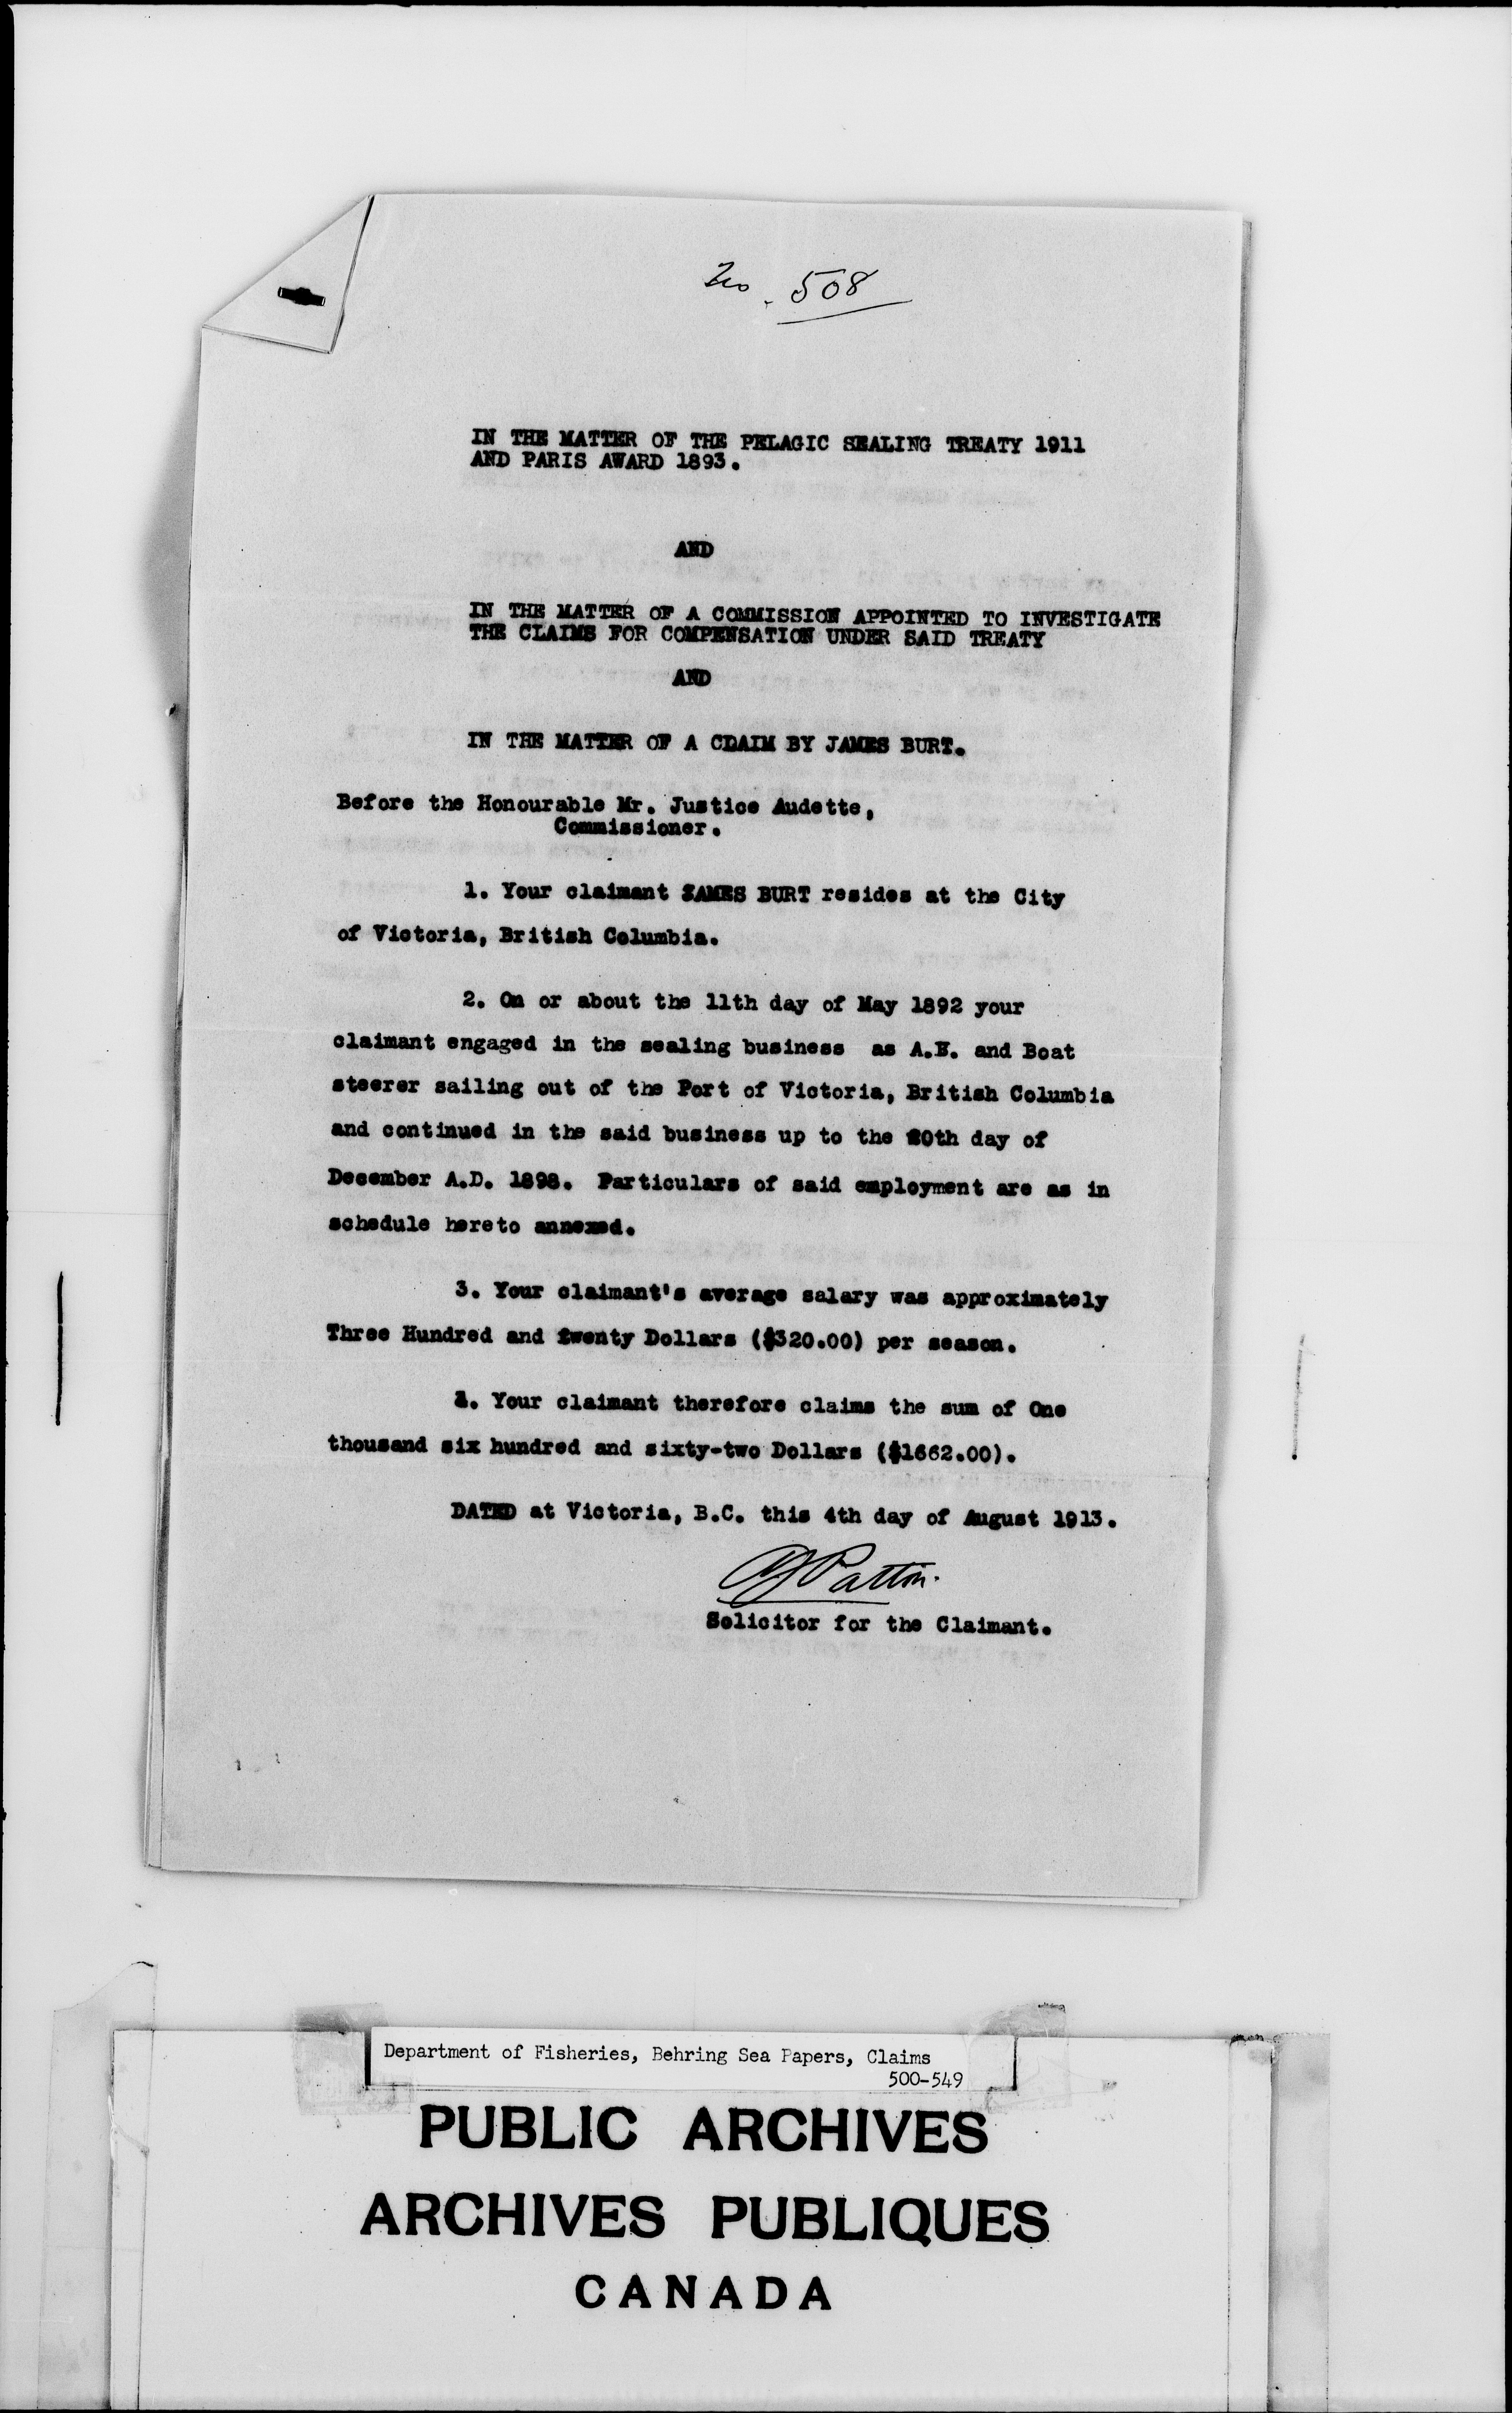 No. 508
IN THE MATTER OF THE PELAGIC SEALING TREATY 1911
AND PARIS AWARD 1893.
AND
IN THE MATTER OF A COMMISSION APPOINTED TO INVESTIGATE
THE CLAIMS FOR COMPENSATION UNDER SAID TREATY
AND
IN THE MATTER OF A CLAIM BY JAMES BURT.
Before the Honourable Mr. Justice Audette,
Commissioner.
1. Your claimant JAMES BURT resides at the City
of Victoria, British Columbia.
2. On or about the 11th day of May 1892 your
claimant engaged in the sealing business as A.B. and Boat
steerer sailing out of the Port of Victoria, British Columbia
and continued in the said business up to the 20th day of
December A.D. 1898. Particulars of said employment are as in
schedule hereto annexed.
3. Your claimant's average salary was approximately
Three Hundred and twenty Dollars ($320.00) per season.
Your claimant therefore claims the sum of One
thousand six hundred and sixty-two Dollars ($1662.00).
DATED at Victoria, B.C. this 4th day of August 1913.
Patton.
Solicitor for the Claimant.
Department of Fisheries, Behring Sea Papers, Claims
500-549
PUBLIC ARCHIVES
ARCHIVES PUBLIQUES
CANADA